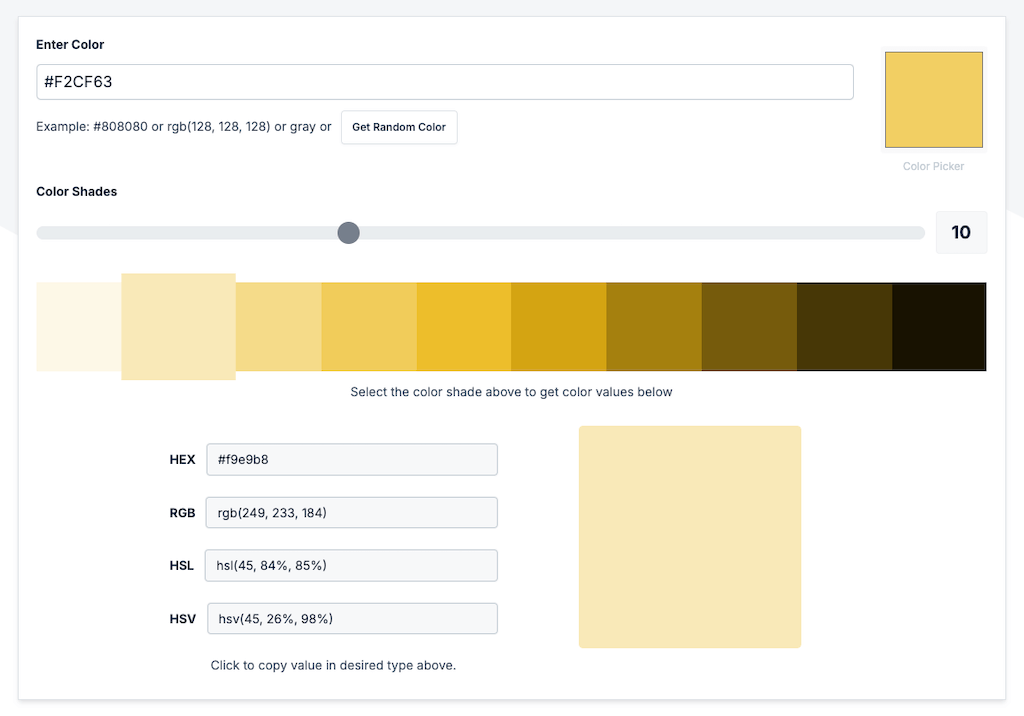 Enter Color
#F2CF63
Example: #808080 or rgb(128, 128, 128) or gray or Get Random Color
Color Picker
Color Shades
10
Select the color shade above to get color values below
HEX #f9e9b8
RGB rgb(249, 233, 184)
HSL hsl(45, 84%, 85%)
HSV hsv(45, 26%, 98%)
Click to copy value in desired type above.